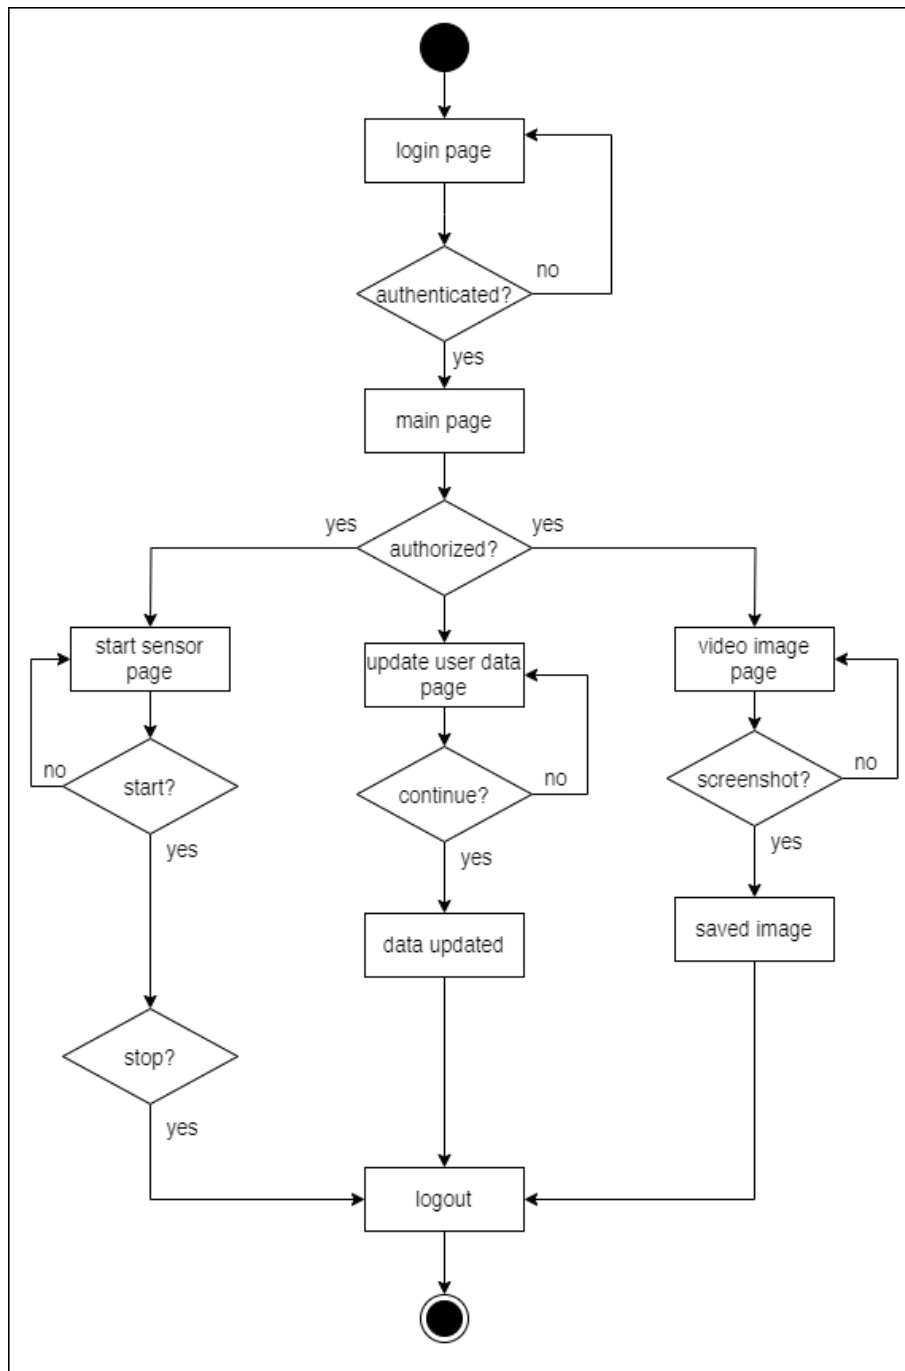 login page
no
authenticated?
yes
main page
yes
yes
authorized?
start sensor
page
update user data
page
video image
page
no
start?
no
continue?
no
screenshot?
yes
yes
yes
data updated
saved image
stop?
yes
logout